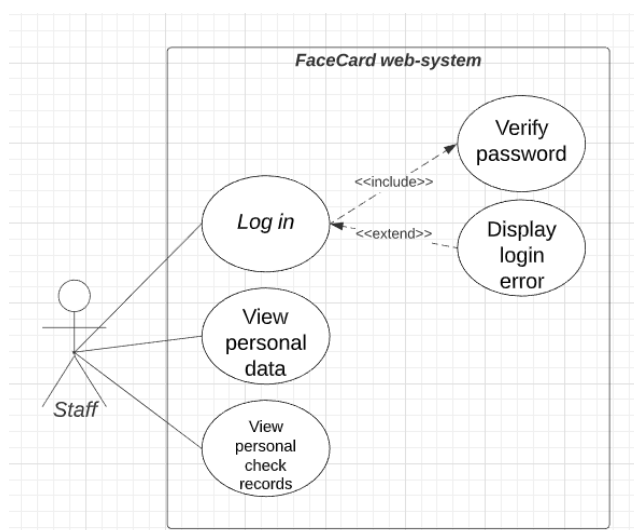 FaceCard web-system
Verify
password
<<include>>
Log in
<<extend>>
Display
login
error
View
personal
data
Staff
View
personal
check
records